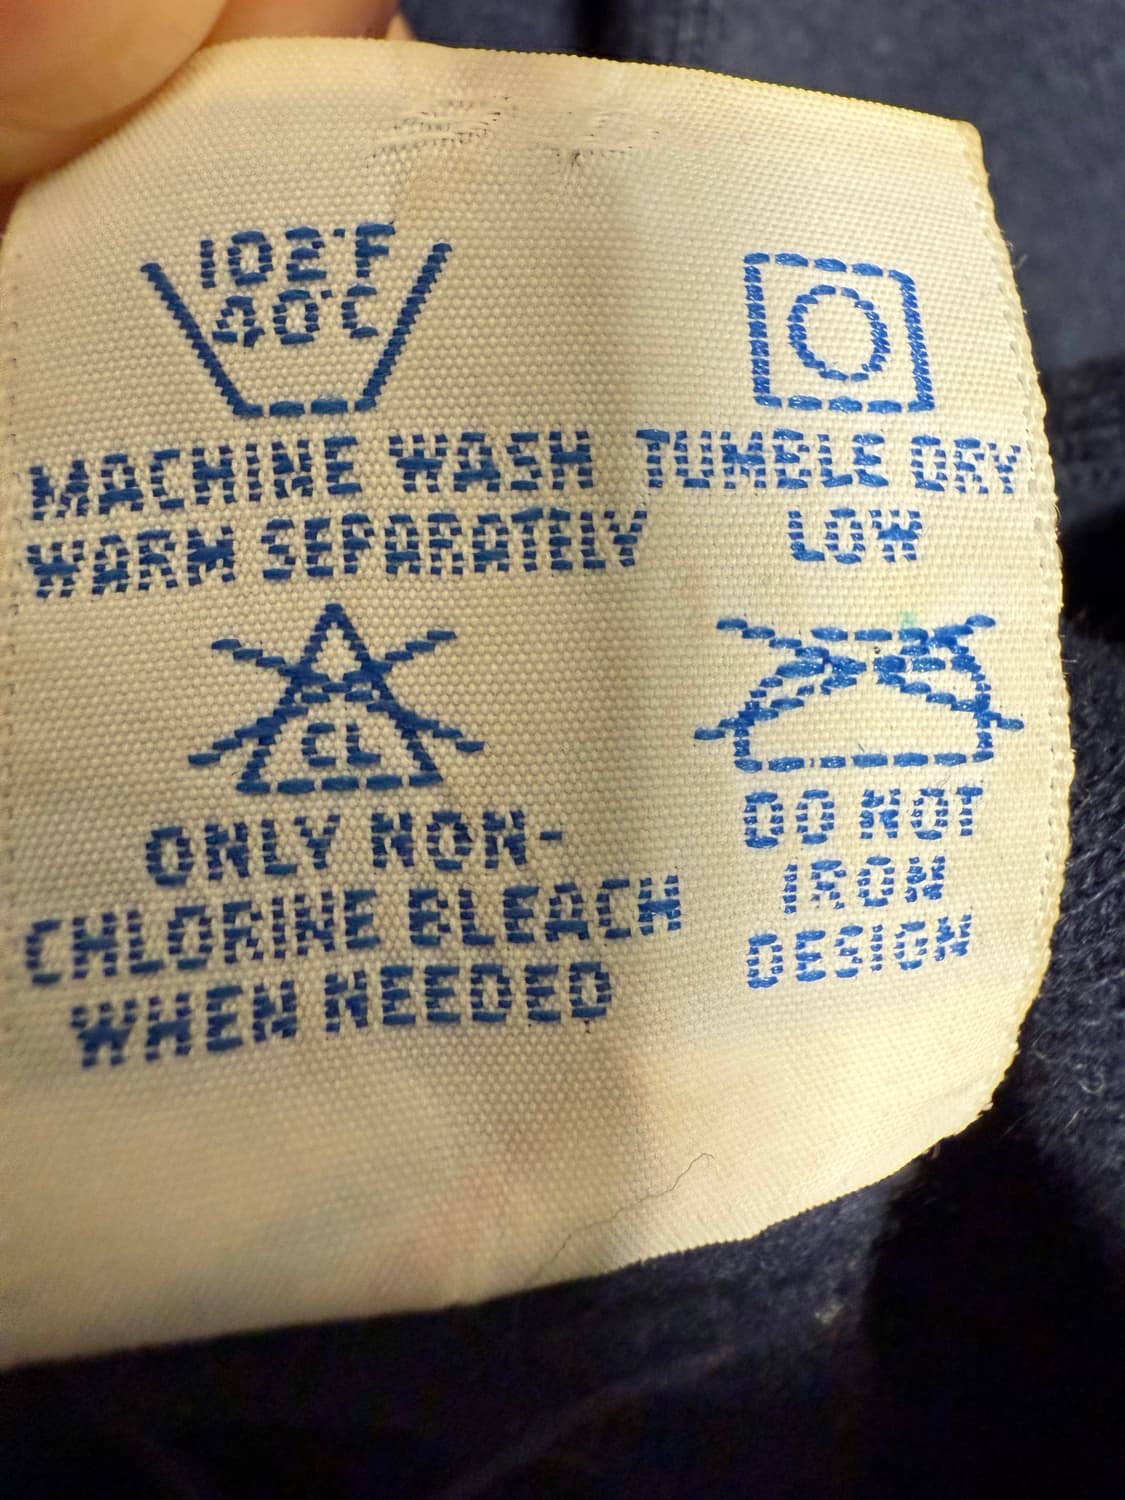 102°F
40°C
MACHINE WASH
WARM SEPARATELY
TUMBLE DRY
LOW
CL
ONLY NON-
CHLORINE BLEACH
WHEN NEEDED
DO NOT
IRON
DESIGN